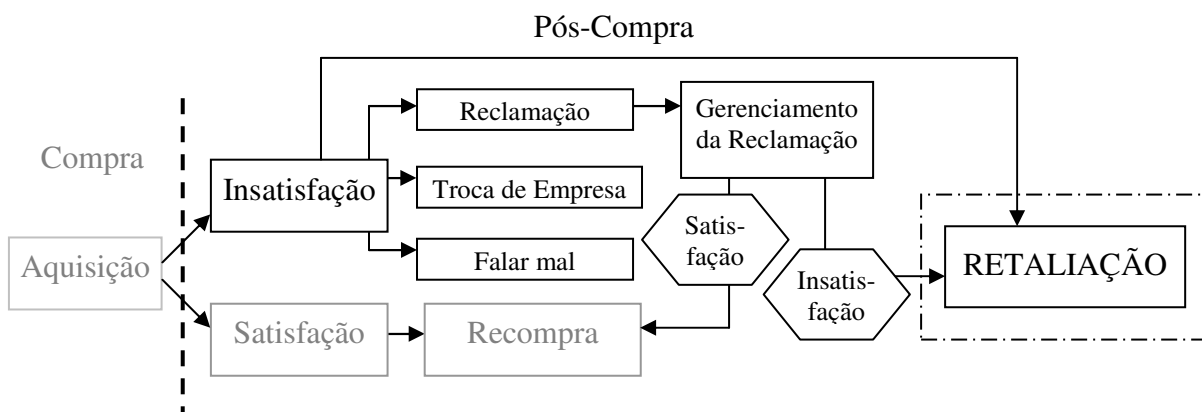 Pós-Compra
Compra
Aquisição
Insatisfação
Satisfação
Reclamação
Troca de Empresa
Falar mal
Recompra
Gerenciamento
da Reclamação
Satis-
fação
Insatis-
fação
RETALIAÇÃO